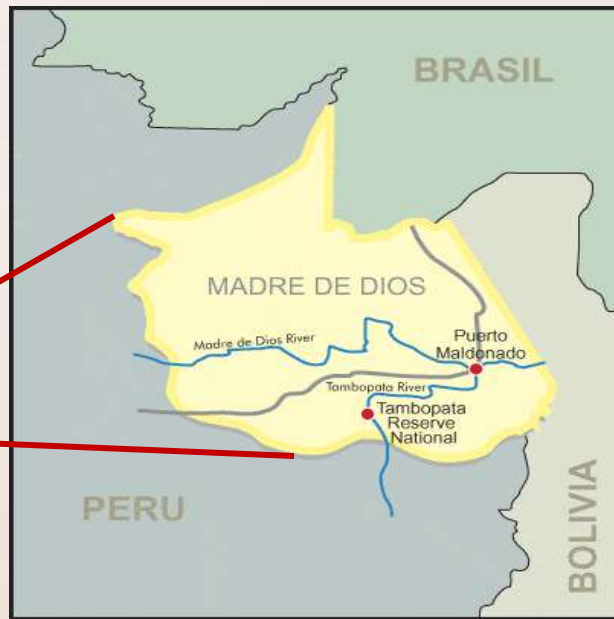 BRASIL
MADRE DE DIOS
Madre de Dios River
Puerto
Maldonado
Tambopata River
Tambopata
Reserve
National
PERU
BOLIVIA